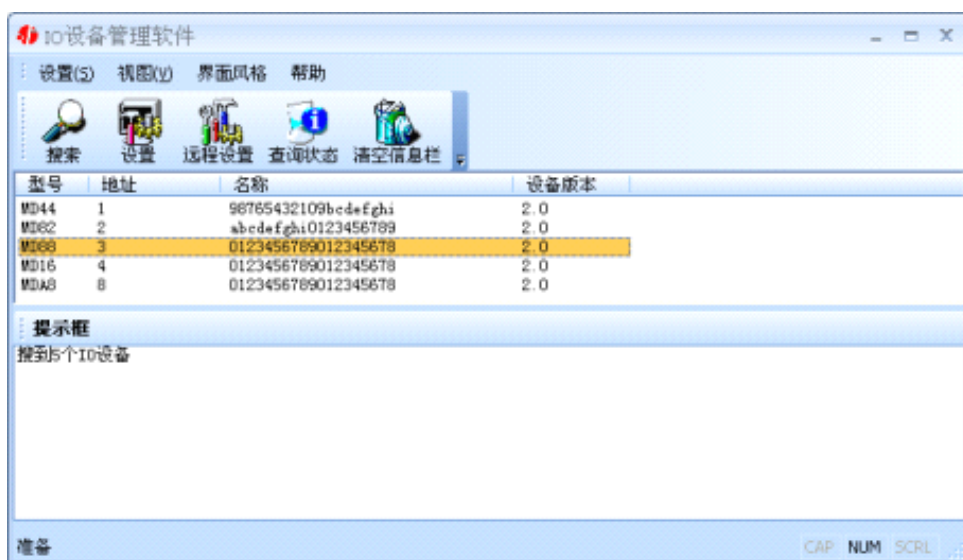 IO设备管理软件
设置(S) 视图(V) 界面风格 帮助
搜索 设置 远程设置 查询状态 清空信息栏
型号 地址 名称 设备版本
MD44 1 98765432109bcdefghi 2.0
MD82 2 abcdefghi0123456789 2.0
MD88 3 0123456789012345678 2.0
MD16 4 0123456789012345678 2.0
MDA8 8 0123456789012345678 2.0
提示框
搜到5个IO设备
准备 CAP NUM SCRL